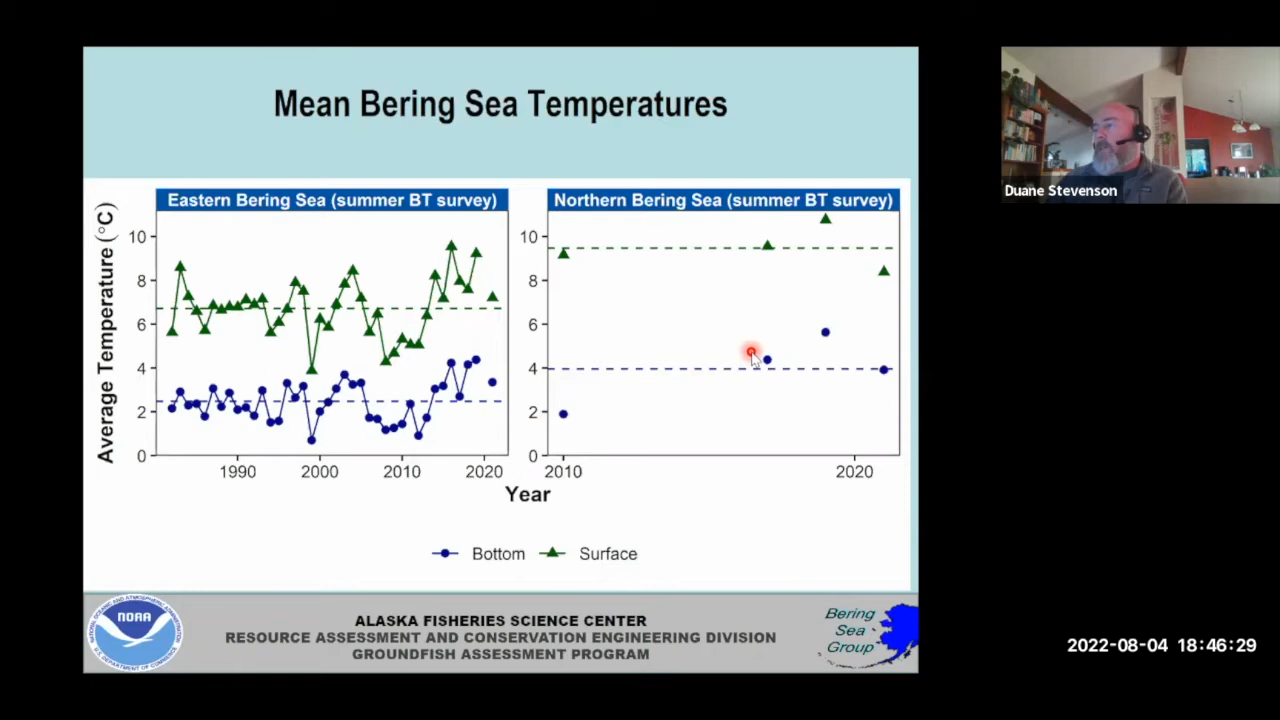 Mean Bering Sea Temperatures
Duane Stevenson
Eastern Bering Sea (summer BT survey)
Northern Bering Sea (summer BT survey)
Average Temperature (°C)
10
8
6
4
2
0
10
8
6
4
2
0
1990
2000
2010
2020
2010
2020
Year
Bottom
Surface
NOAA
ALASKA FISHERIES SCIENCE CENTER
RESOURCE ASSESSMENT AND CONSERVATION ENGINEERING DIVISION
GROUNDFISH ASSESSMENT PROGRAM
Bering
Sea
Group
2022-08-04 18:46:29